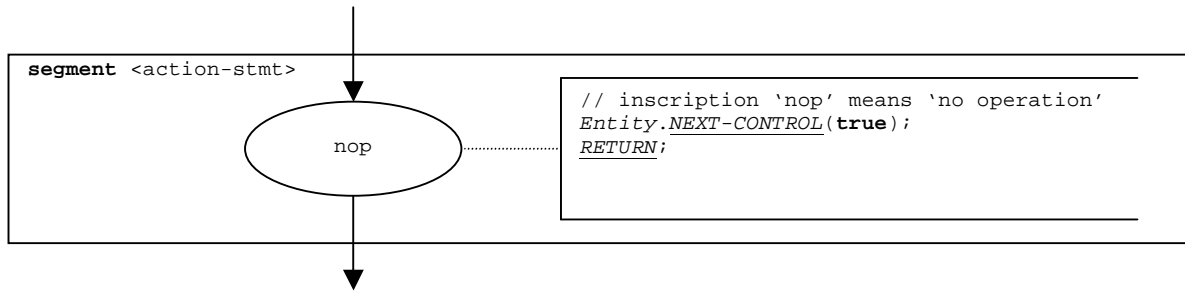 segment <action-stmt>
// inscription ‘nop’ means ‘no operation’
Entity.NEXT-CONTROL(true);
RETURN;
nop